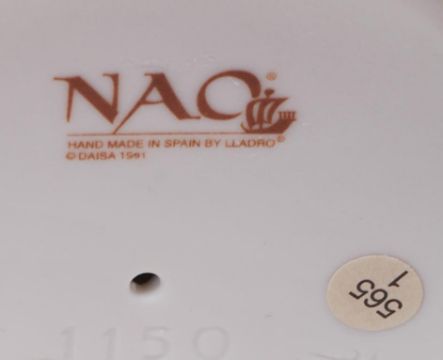 NAO®
HAND MADE IN SPAIN BY LLADRO®
© DAISA 1991
565
1
1150